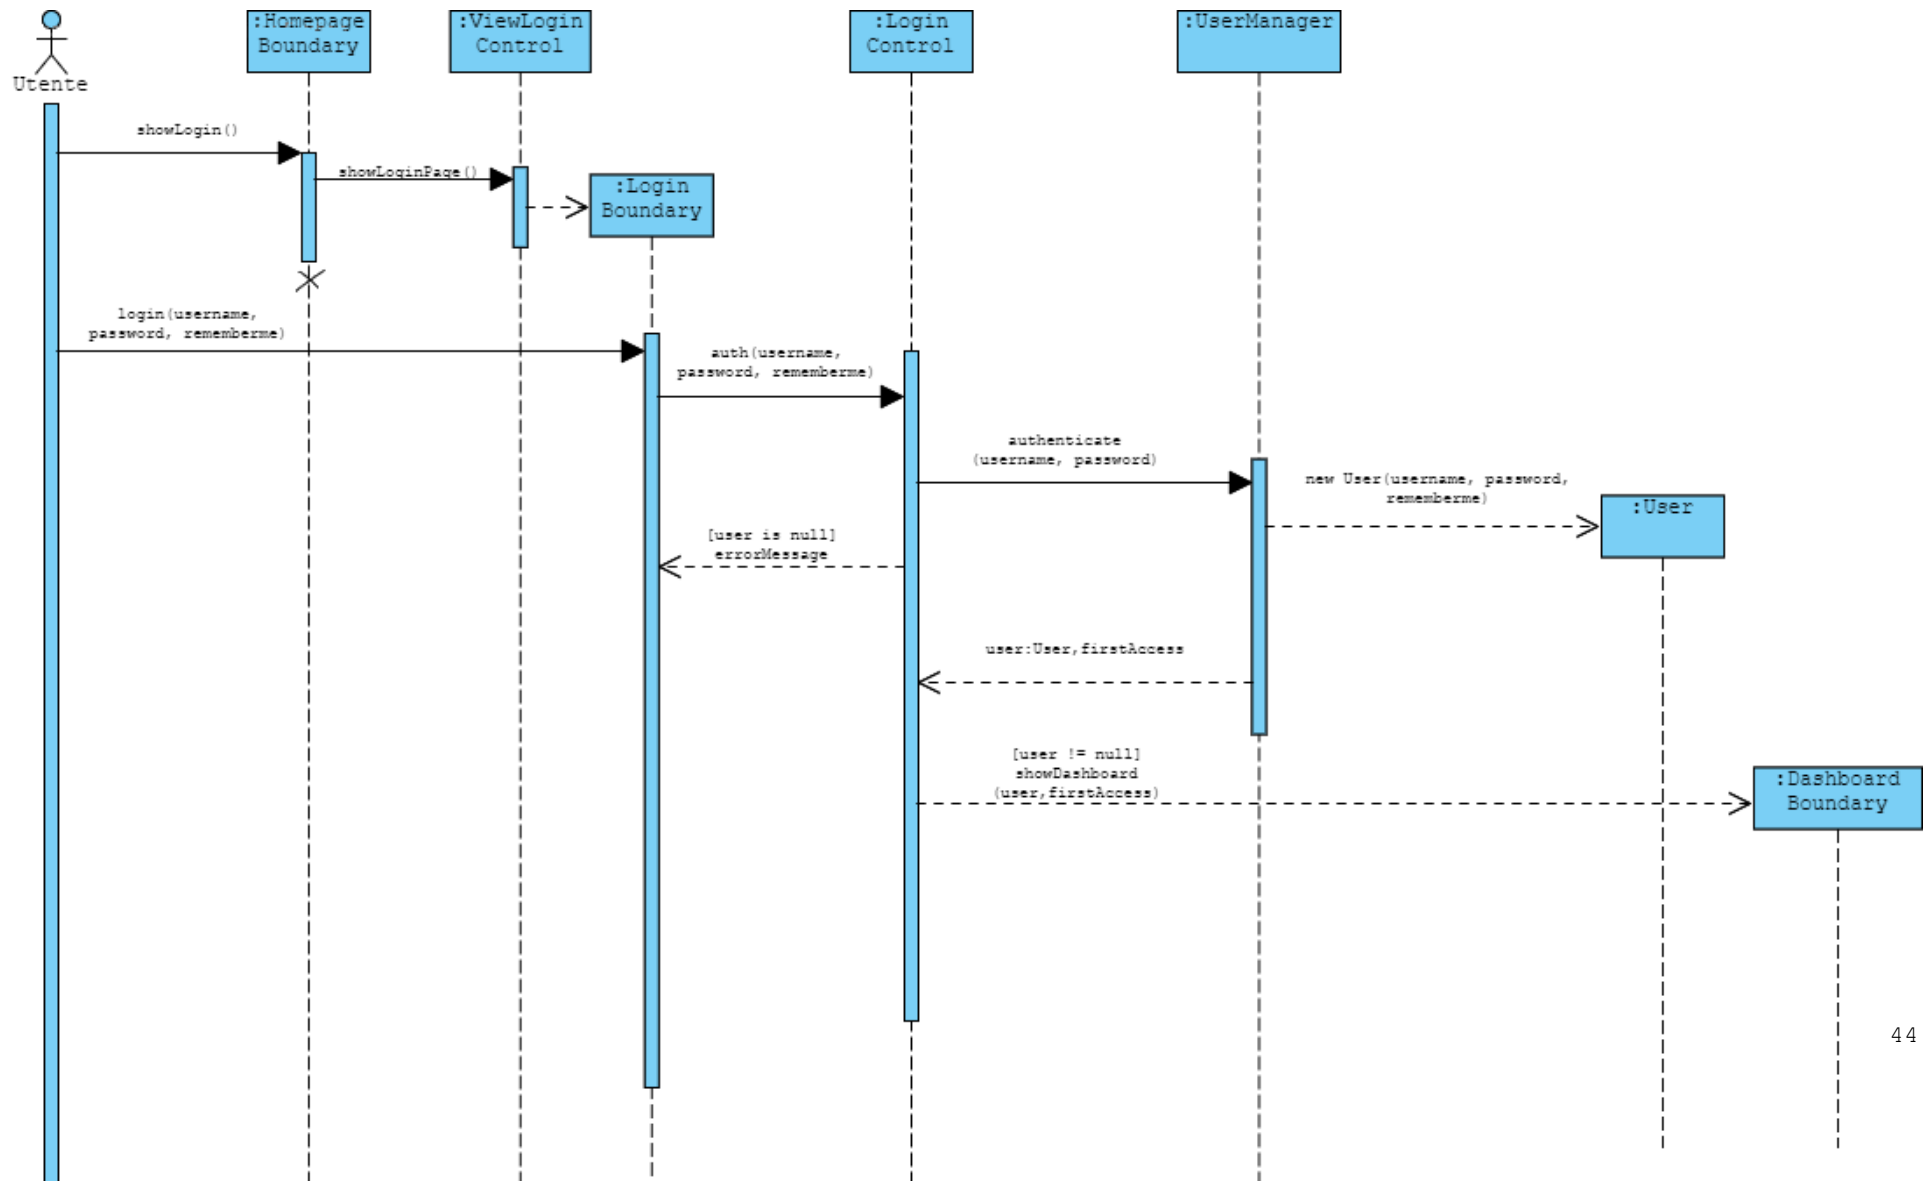 :Homepage
Boundary
:ViewLogin
Control
:Login
Control
:UserManager
Utente
showLogin()
showLoginPage()
:Login
Boundary
login(username,
password, rememberme)
auth(username,
password, rememberme)
authenticate
(username, password)
new User(username, password,
rememberme)
:User
[user is null]
errorMessage
user:User,firstAccess
[user != null]
showDashboard
(user,firstAccess)
:Dashboard
Boundary
44